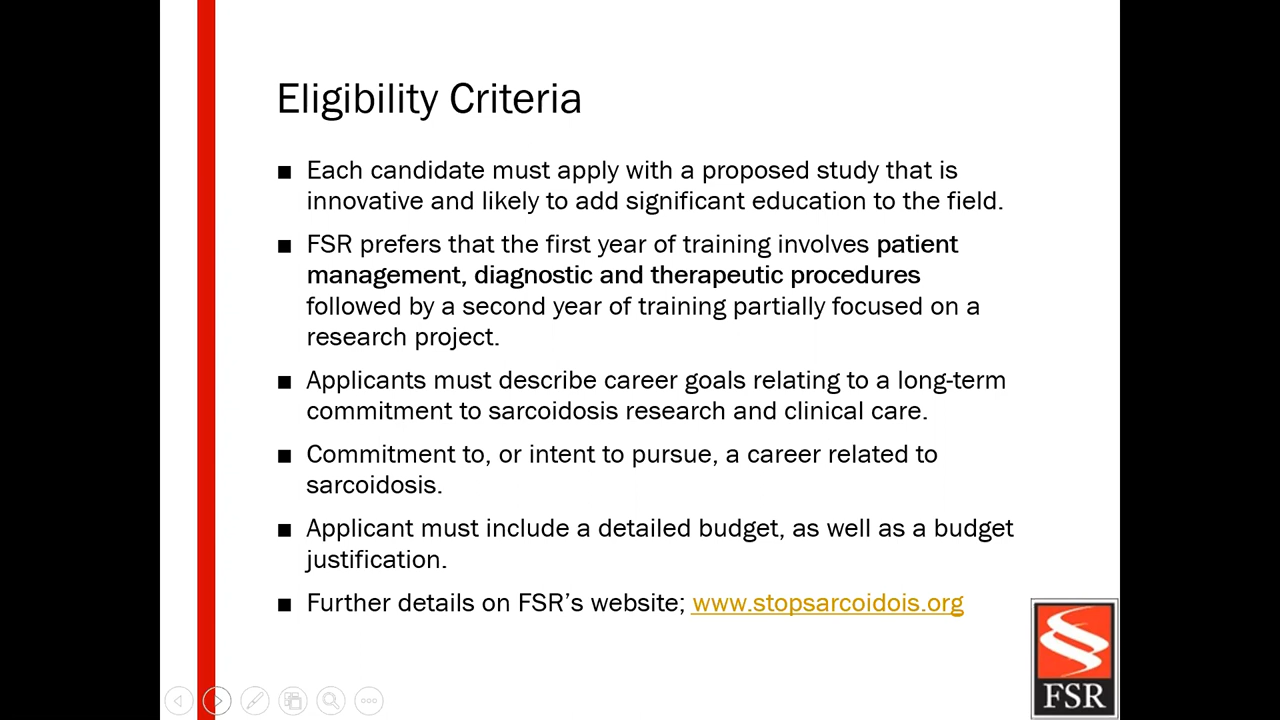 Eligibility Criteria
■ Each candidate must apply with a proposed study that is
innovative and likely to add significant education to the field.
■ FSR prefers that the first year of training involves patient
management, diagnostic and therapeutic procedures
followed by a second year of training partially focused on a
research project.
■ Applicants must describe career goals relating to a long-term
commitment to sarcoidosis research and clinical care.
■ Commitment to, or intent to pursue, a career related to
sarcoidosis.
■ Applicant must include a detailed budget, as well as a budget
justification.
■ Further details on FSR’s website; www.stopsarcoidois.org
FSR